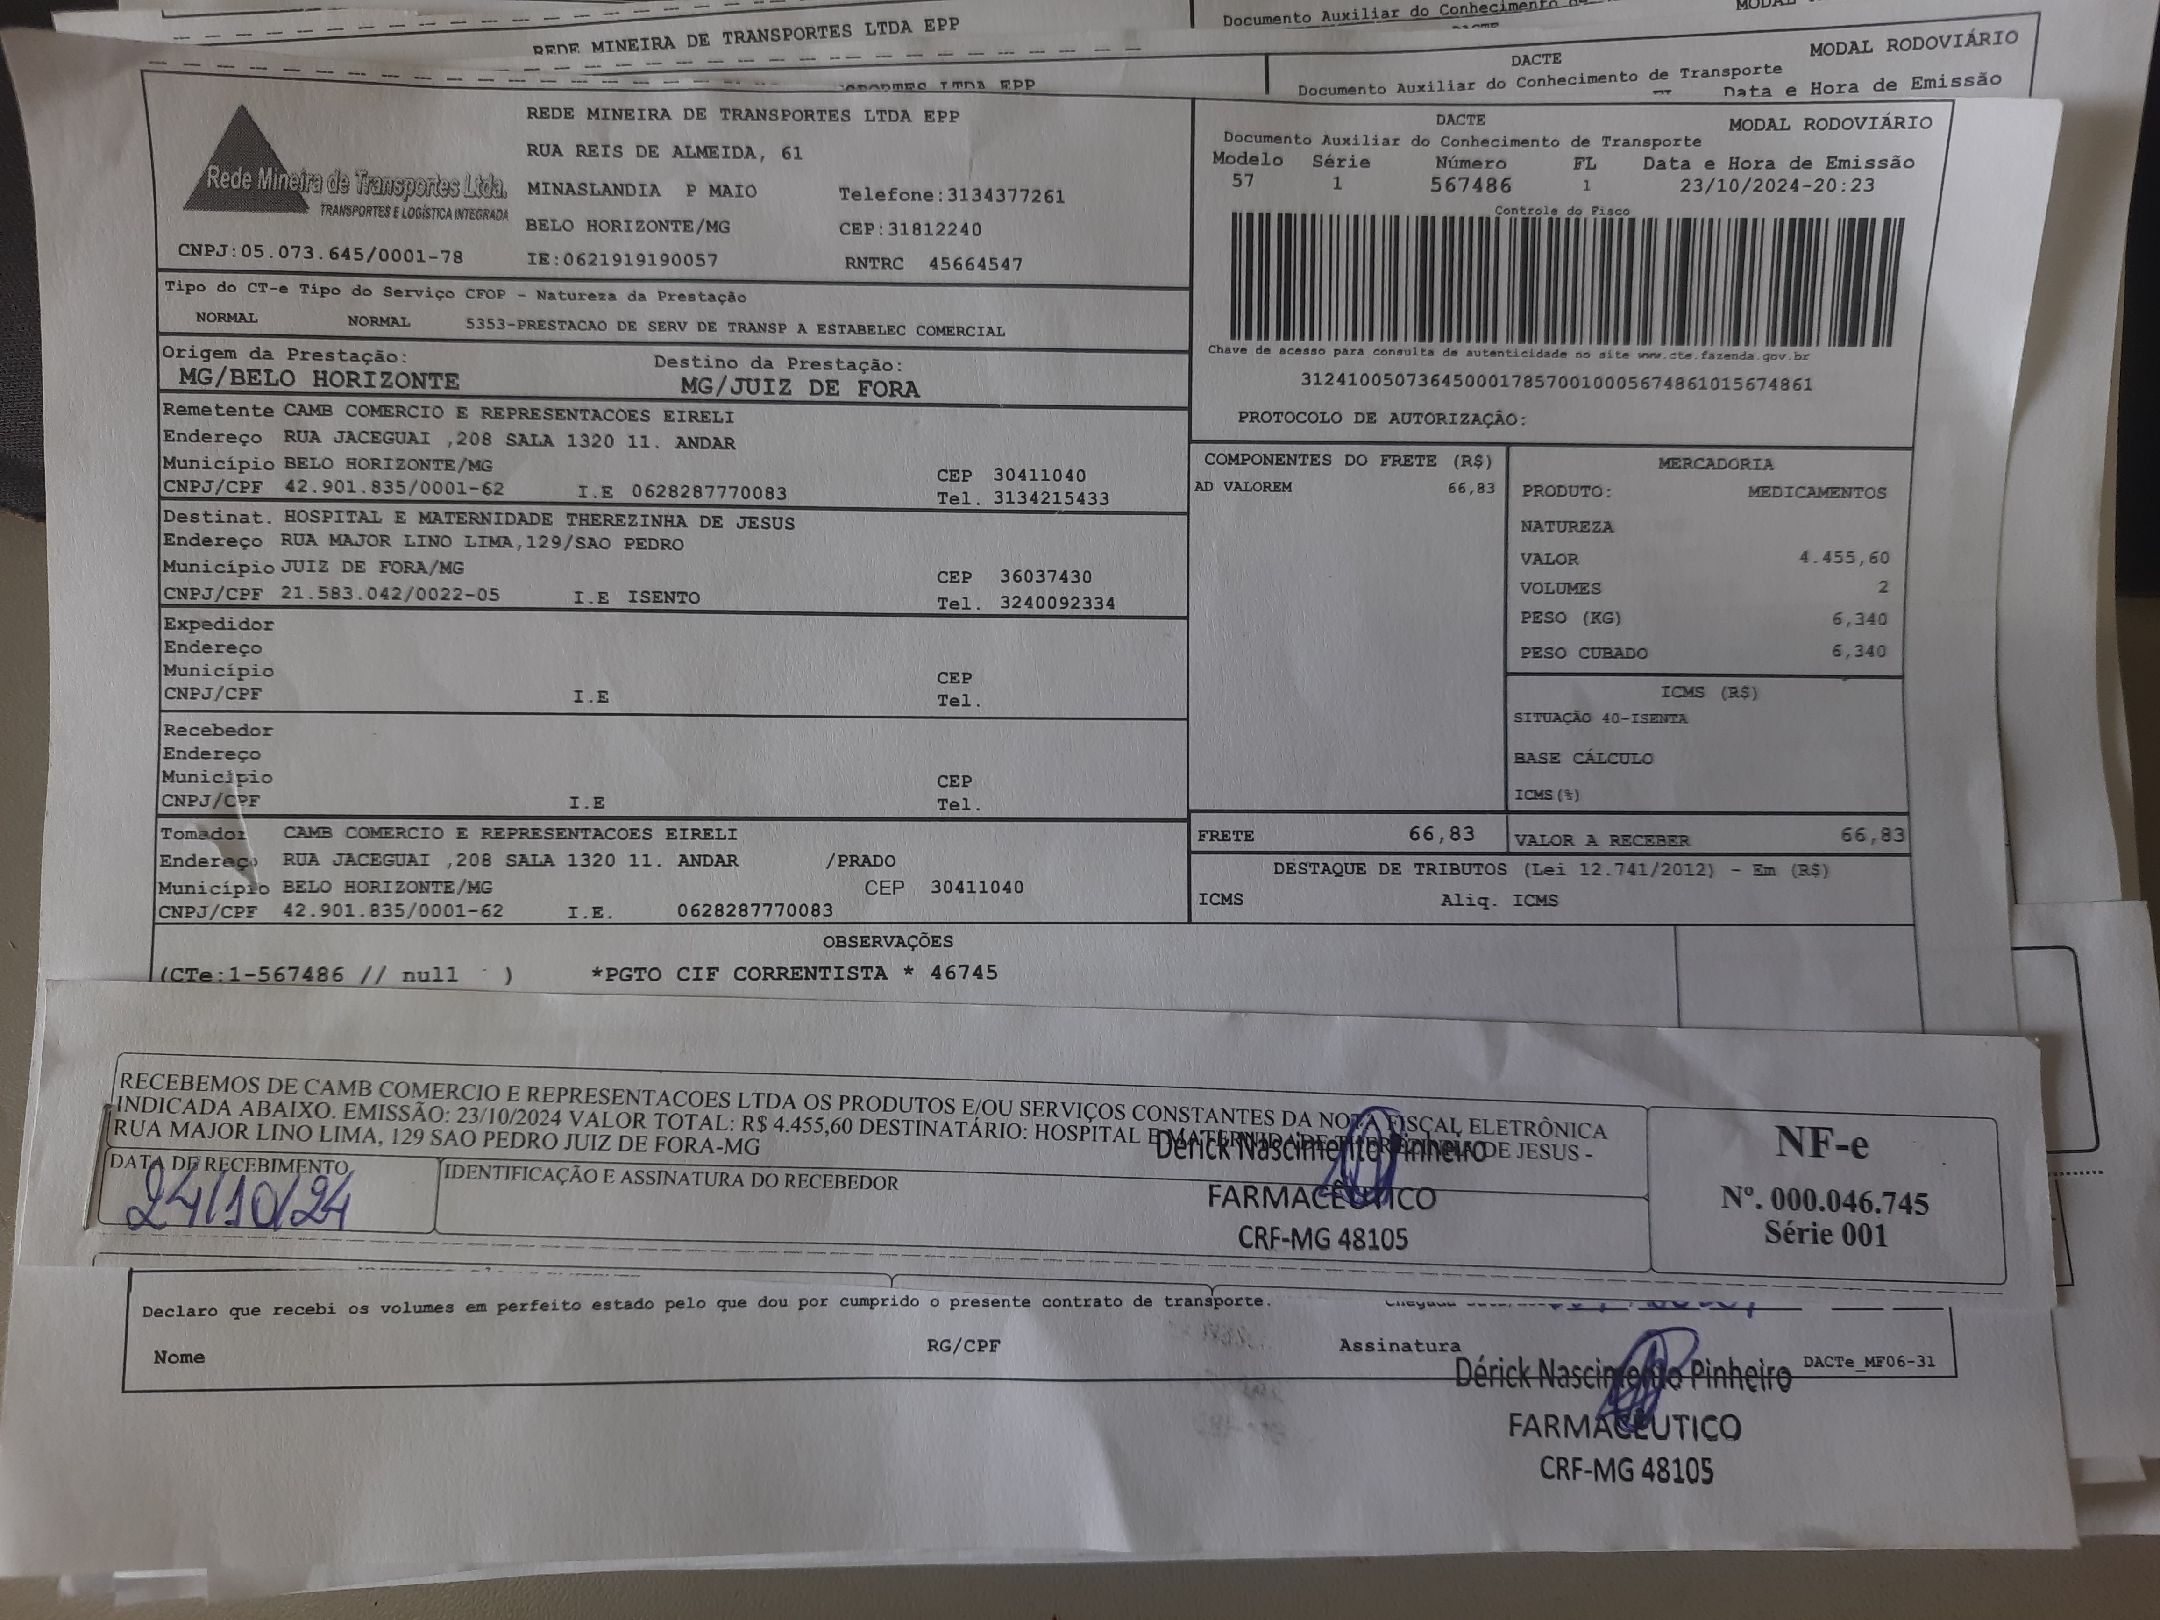 REDE MINEIRA DE TRANSPORTES LTDA EPP
Documento Auxiliar do Conhecimento de
DACTE
MODAL RODOVIÁRIO
Documento Auxiliar do Conhecimento de Transporte
Data e Hora de Emissão
LTDA EPP
Rede Mineira de Transportes Ltda.
TRANSPORTES E LOGÍSTICA INTEGRADA
CNPJ:05.073.645/0001-78
REDE MINEIRA DE TRANSPORTES LTDA EPP
RUA REIS DE ALMEIDA, 61
MINASLANDIA P MAIO Telefone:3134377261
BELO HORIZONTE/MG CEP:31812240
IE:0621919190057 RNTRC 45664547
DACTE
MODAL RODOVIÁRIO
Documento Auxiliar do Conhecimento de Transporte
Modelo Série Número FL Data e Hora de Emissão
57 1 567486 1 23/10/2024-20:23
Controle do Fisco
Chave de acesso para consulta de autenticidade no site www.cte.fazenda.gov.br
31241005073645000178570010005674861015674861
PROTOCOLO DE AUTORIZAÇÃO:
Tipo do CT-e Tipo do Serviço CFOP - Natureza da Prestação
NORMAL NORMAL 5353-PRESTACAO DE SERV DE TRANSP A ESTABELEC COMERCIAL
Origem da Prestação: Destino da Prestação:
MG/BELO HORIZONTE MG/JUIZ DE FORA
Remetente CAMB COMERCIO E REPRESENTACOES EIRELI
Endereço RUA JACEGUAI ,208 SALA 1320 11. ANDAR
Município BELO HORIZONTE/MG CEP 30411040
CNPJ/CPF 42.901.835/0001-62 I.E 0628287770083 Tel. 3134215433
Destinat. HOSPITAL E MATERNIDADE THEREZINHA DE JESUS
Endereço RUA MAJOR LINO LIMA,129/SAO PEDRO
Município JUIZ DE FORA/MG CEP 36037430
CNPJ/CPF 21.583.042/0022-05 I.E ISENTO Tel. 3240092334
Expedidor
Endereço
Município CEP
CNPJ/CPF I.E Tel.
Recebedor
Endereço
Município CEP
CNPJ/CPF I.E Tel.
Tomador CAMB COMERCIO E REPRESENTACOES EIRELI
Endereço RUA JACEGUAI ,208 SALA 1320 11. ANDAR /PRADO
Município BELO HORIZONTE/MG CEP 30411040
CNPJ/CPF 42.901.835/0001-62 I.E. 0628287770083
COMPONENTES DO FRETE (R$)
AD VALOREM 66,83
MERCADORIA
PRODUTO: MEDICAMENTOS
NATUREZA
VALOR 4.455,60
VOLUMES 2
PESO (KG) 6,340
PESO CUBADO 6,340
ICMS (R$)
SITUAÇÃO 40-ISENTA
BASE CÁLCULO
ICMS(%)
FRETE 66,83 VALOR A RECEBER 66,83
DESTAQUE DE TRIBUTOS (Lei 12.741/2012) - Em (R$)
ICMS Aliq. ICMS
OBSERVAÇÕES
(CTe:1-567486 // null ) *PGTO CIF CORRENTISTA * 46745
RECEBEMOS DE CAMB COMERCIO E REPRESENTACOES LTDA OS PRODUTOS E/OU SERVIÇOS CONSTANTES DA NOTA FISCAL ELETRÔNICA
INDICADA ABAIXO. EMISSÃO: 23/10/2024 VALOR TOTAL: R$ 4.455,60 DESTINATÁRIO: HOSPITAL E MATERNIDADE THEREZINHA DE JESUS -
RUA MAJOR LINO LIMA, 129 SAO PEDRO JUIZ DE FORA-MG
DATA DE RECEBIMENTO
24/10/24
IDENTIFICAÇÃO E ASSINATURA DO RECEBEDOR
Dérick Nascimento Pinheiro
FARMACÊUTICO
CRF-MG 48105
NF-e
Nº. 000.046.745
Série 001
Declaro que recebi os volumes em perfeito estado pelo que dou por cumprido o presente contrato de transporte.
Nome RG/CPF Assinatura
DACTe_MF06-31
Dérick Nascimento Pinheiro
FARMACÊUTICO
CRF-MG 48105